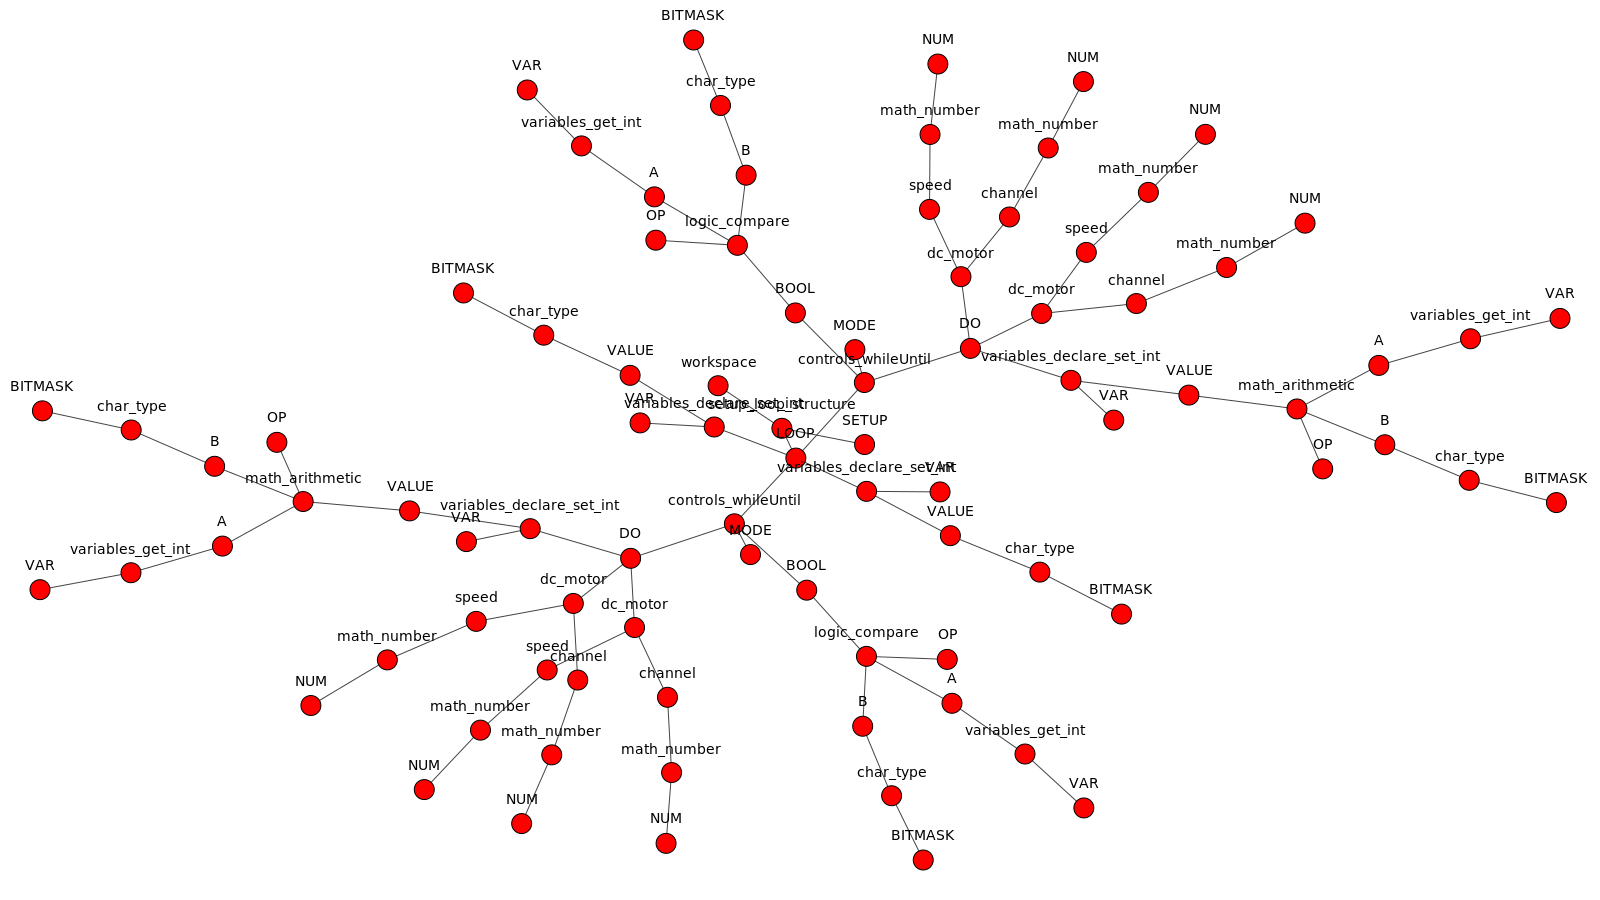 BITMASK
NUM
NUM
VAR
char_type
NUM
math_number
variables_get_int
math_number
B
math_number
A
speed
channel
NUM
OP
logic_compare
speed
math_number
dc_motor
BITMASK
channel
BOOL
dc_motor
VAR
char_type
MODE
DO
variables_get_int
VALUE
workspace
controls_whileUntil
variables_declare_set_int
A
VALUE
BITMASK
math_arithmetic
VAR
variables_declare_set_int
setup_loop_structure
VAR
char_type
OP
SETUP
B
LOOP
OP
B
variables_declare_set_int
VAR
char_type
math_arithmetic
BITMASK
VALUE
controls_whileUntil
variables_declare_set_int
VAR
VALUE
A
MODE
DO
variables_get_int
char_type
VAR
BOOL
dc_motor
BITMASK
speed
dc_motor
math_number
logic_compare
OP
speed
channel
channel
A
NUM
math_number
B
math_number
variables_get_int
math_number
NUM
char_type
VAR
NUM
NUM
BITMASK